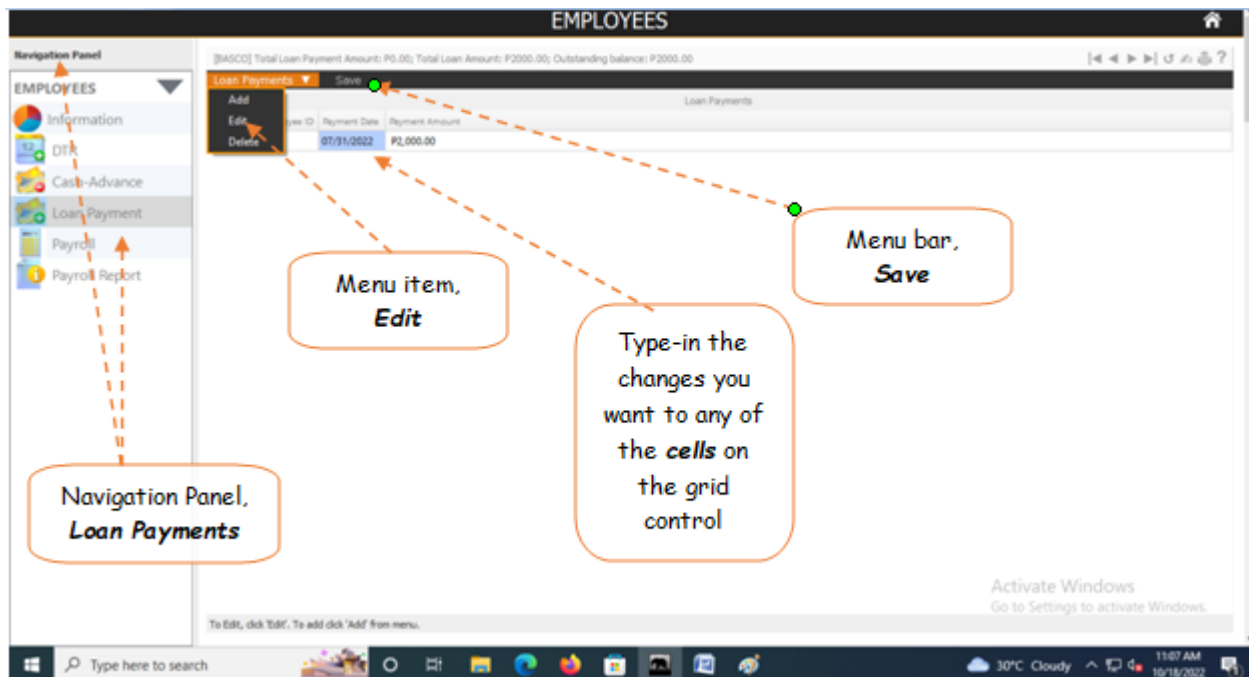 EMPLOYEES
Navigation Panel
[BASCO] Total Loan Payment Amount: P0.00; Total Loan Amount: P2000.00; Outstanding balance: P2000.00
EMPLOYEES
Loan Payments Save
Add
Loan Payments
Edit
ID Payment Date Payment Amount
Delete
07/31/2022 ₱2,000.00
Information
DTR
Cash-Advance
Loan Payment
Payroll
Payroll Report
Menu item,
Edit
Menu bar,
Save
Type-in the
changes you
want to any of
the cells on
the grid
control
Navigation Panel,
Loan Payments
Activate Windows
Go to Settings to activate Windows.
To Edit, click 'Edit'. To add click 'Add' from menu.
Type here to search
30°C Cloudy
11:07 AM
10/18/2022